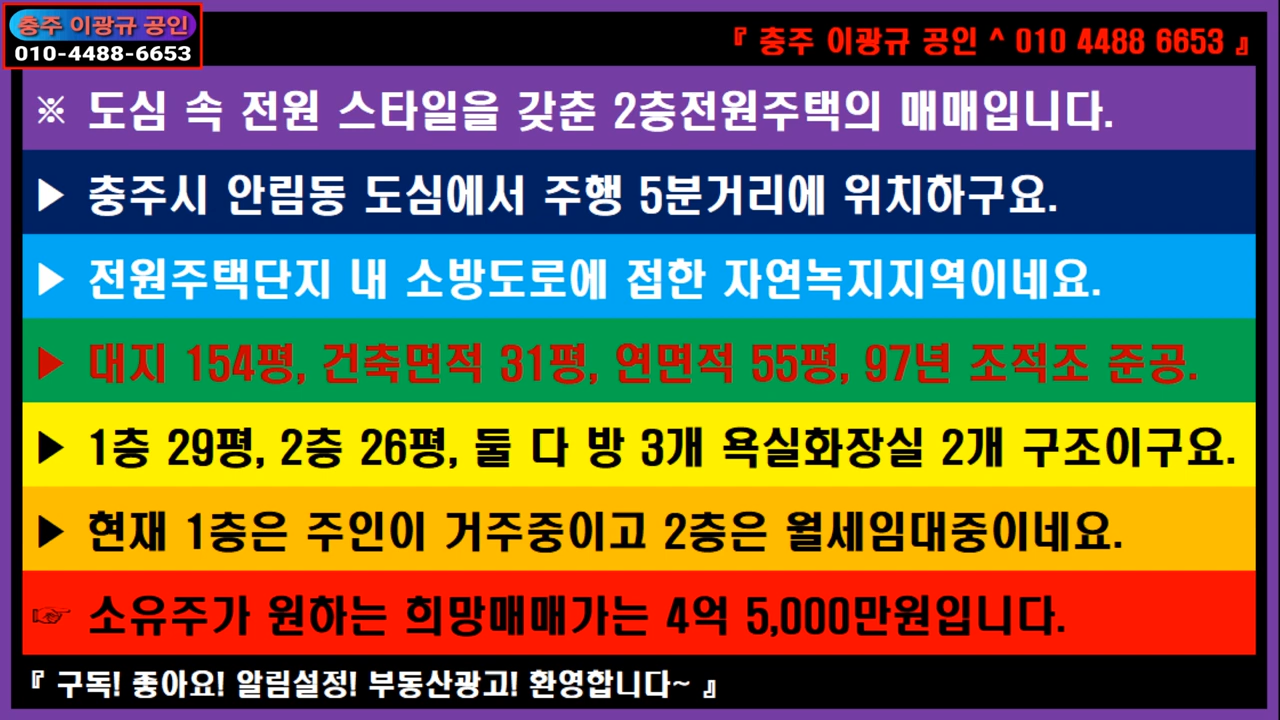 충주 이광규 공인
010-4488-6653
『 충주 이광규 공인 ^ 010 4488 6653 』
※ 도심 속 전원 스타일을 갖춘 2층전원주택의 매매입니다.
▶ 충주시 안림동 도심에서 주행 5분거리에 위치하구요.
▶ 전원주택단지 내 소방도로에 접한 자연녹지지역이네요.
▶ 대지 154평, 건축면적 31평, 연면적 55평, 97년 조적조 준공.
▶ 1층 29평, 2층 26평, 둘 다 방 3개 욕실화장실 2개 구조이구요.
▶ 현재 1층은 주인이 거주중이고 2층은 월세임대중이네요.
☞ 소유주가 원하는 희망매매가는 4억 5,000만원입니다.
『 구독! 좋아요! 알림설정! 부동산광고! 환영합니다~ 』